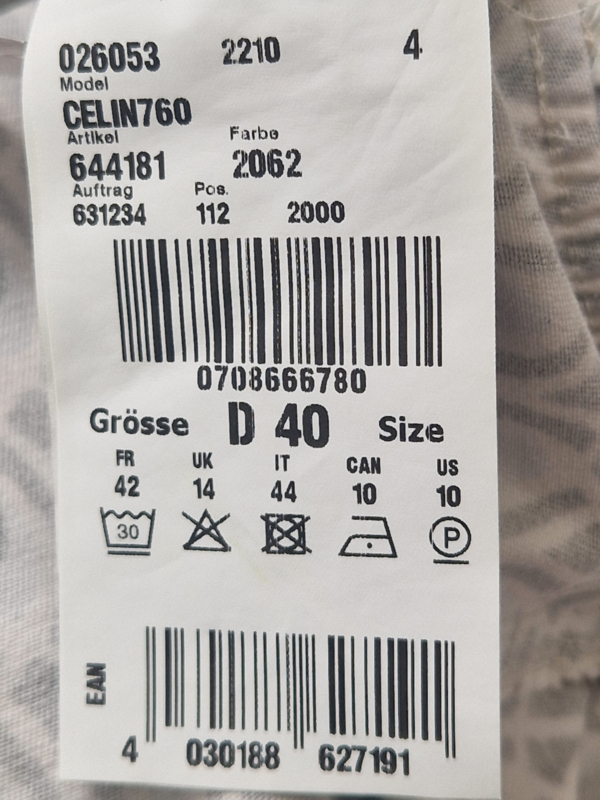 026053 2210 4
Model
CELIN760
Artikel Farbe
644181 2062
Auftrag Pos.
631234 112 2000
0708666780
Grösse D 40 Size
FR UK IT CAN US
42 14 44 10 10
30 P
EAN
4 030188 627191